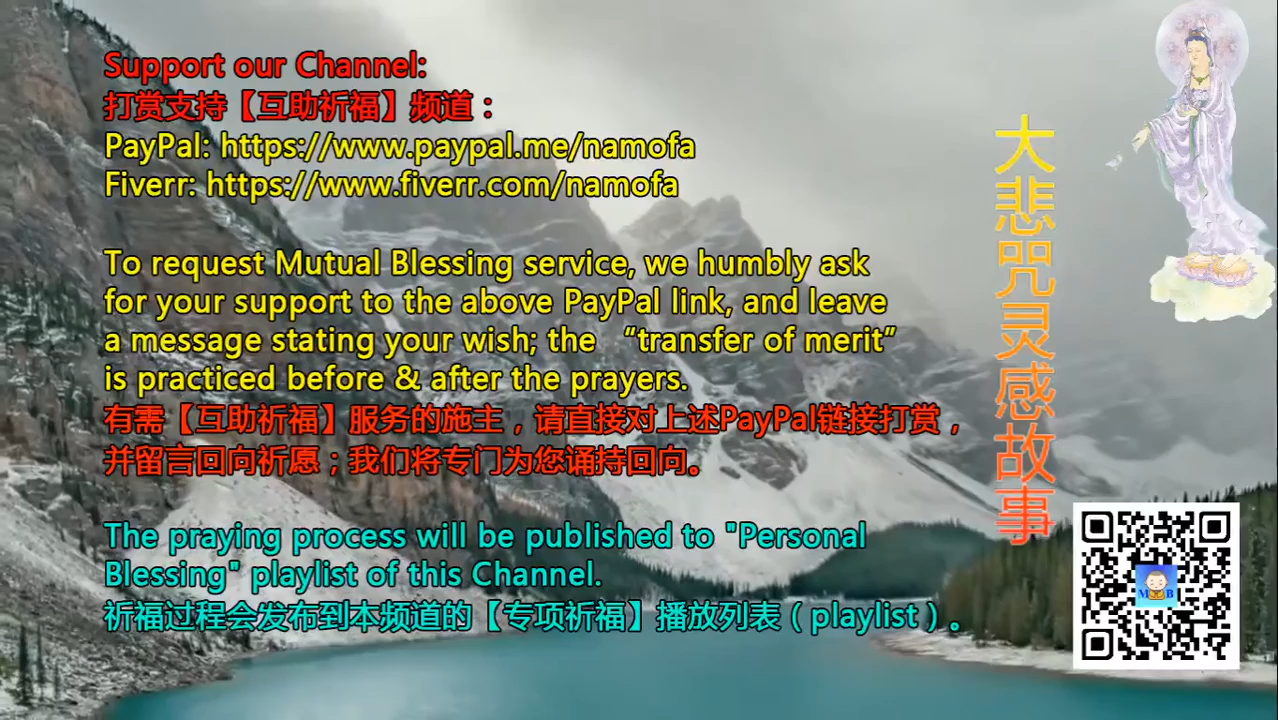 Support our Channel:
打赏支持【互助祈福】频道：
PayPal: https://www.paypal.me/namofa
Fiverr: https://www.fiverr.com/namofa
To request Mutual Blessing service, we humbly ask
for your support to the above PayPal link, and leave
a message stating your wish; the “transfer of merit”
is practiced before & after the prayers.
有需【互助祈福】服务的施主，请直接对上述PayPal链接打赏，
并留言回向祈愿；我们将专门为您诵持回向。
The praying process will be published to "Personal
Blessing" playlist of this Channel.
祈福过程会发布到本频道的【专项祈福】播放列表（playlist）。
大悲咒灵感故事
M B